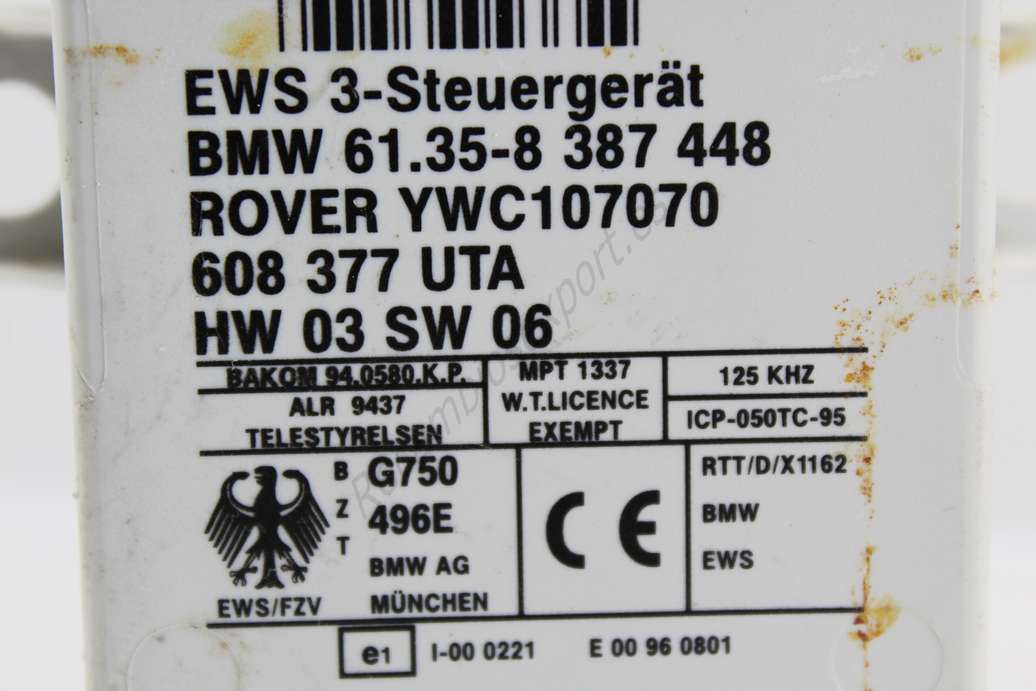 EWS 3-Steuergerät
BMW 61.35-8 387 448
ROVER YWC107070
608 377 UTA
HW 03 SW 06
BAKOM 94.0580.K.P.
ALR 9437
TELESTYRELSEN
MPT 1337
W.T.LICENCE
EXEMPT
125 KHZ
ICP-050TC-95
BZT
G750
496E
BMW AG
MÜNCHEN
EWS/FZV
CE
RTT/D/X1162
BMW
EWS
e1 I-00 0221 E 00 96 0801